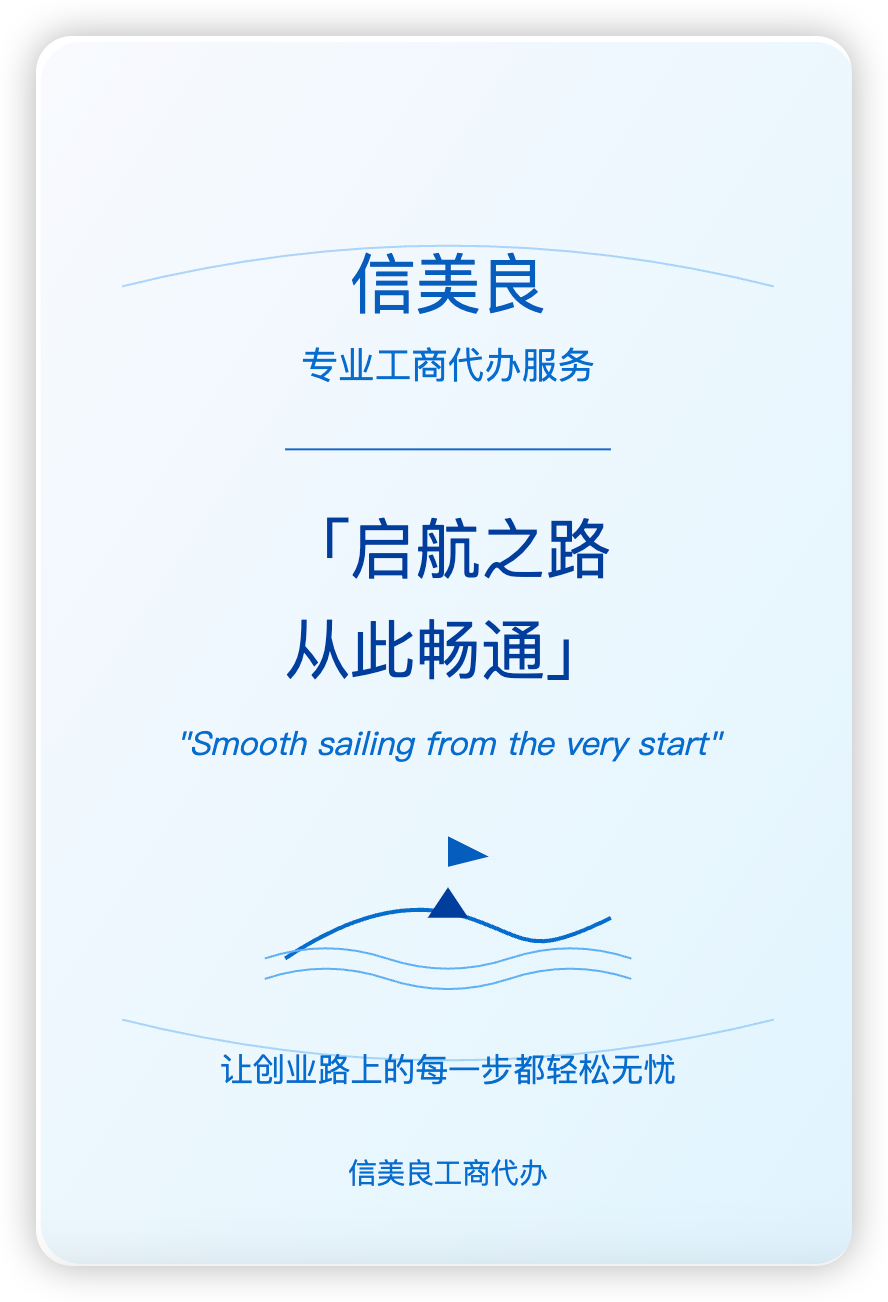 信美良
专业工商代办服务
「启航之路
从此畅通」
"Smooth sailing from the very start"
让创业路上的每一步都轻松无忧
信美良工商代办